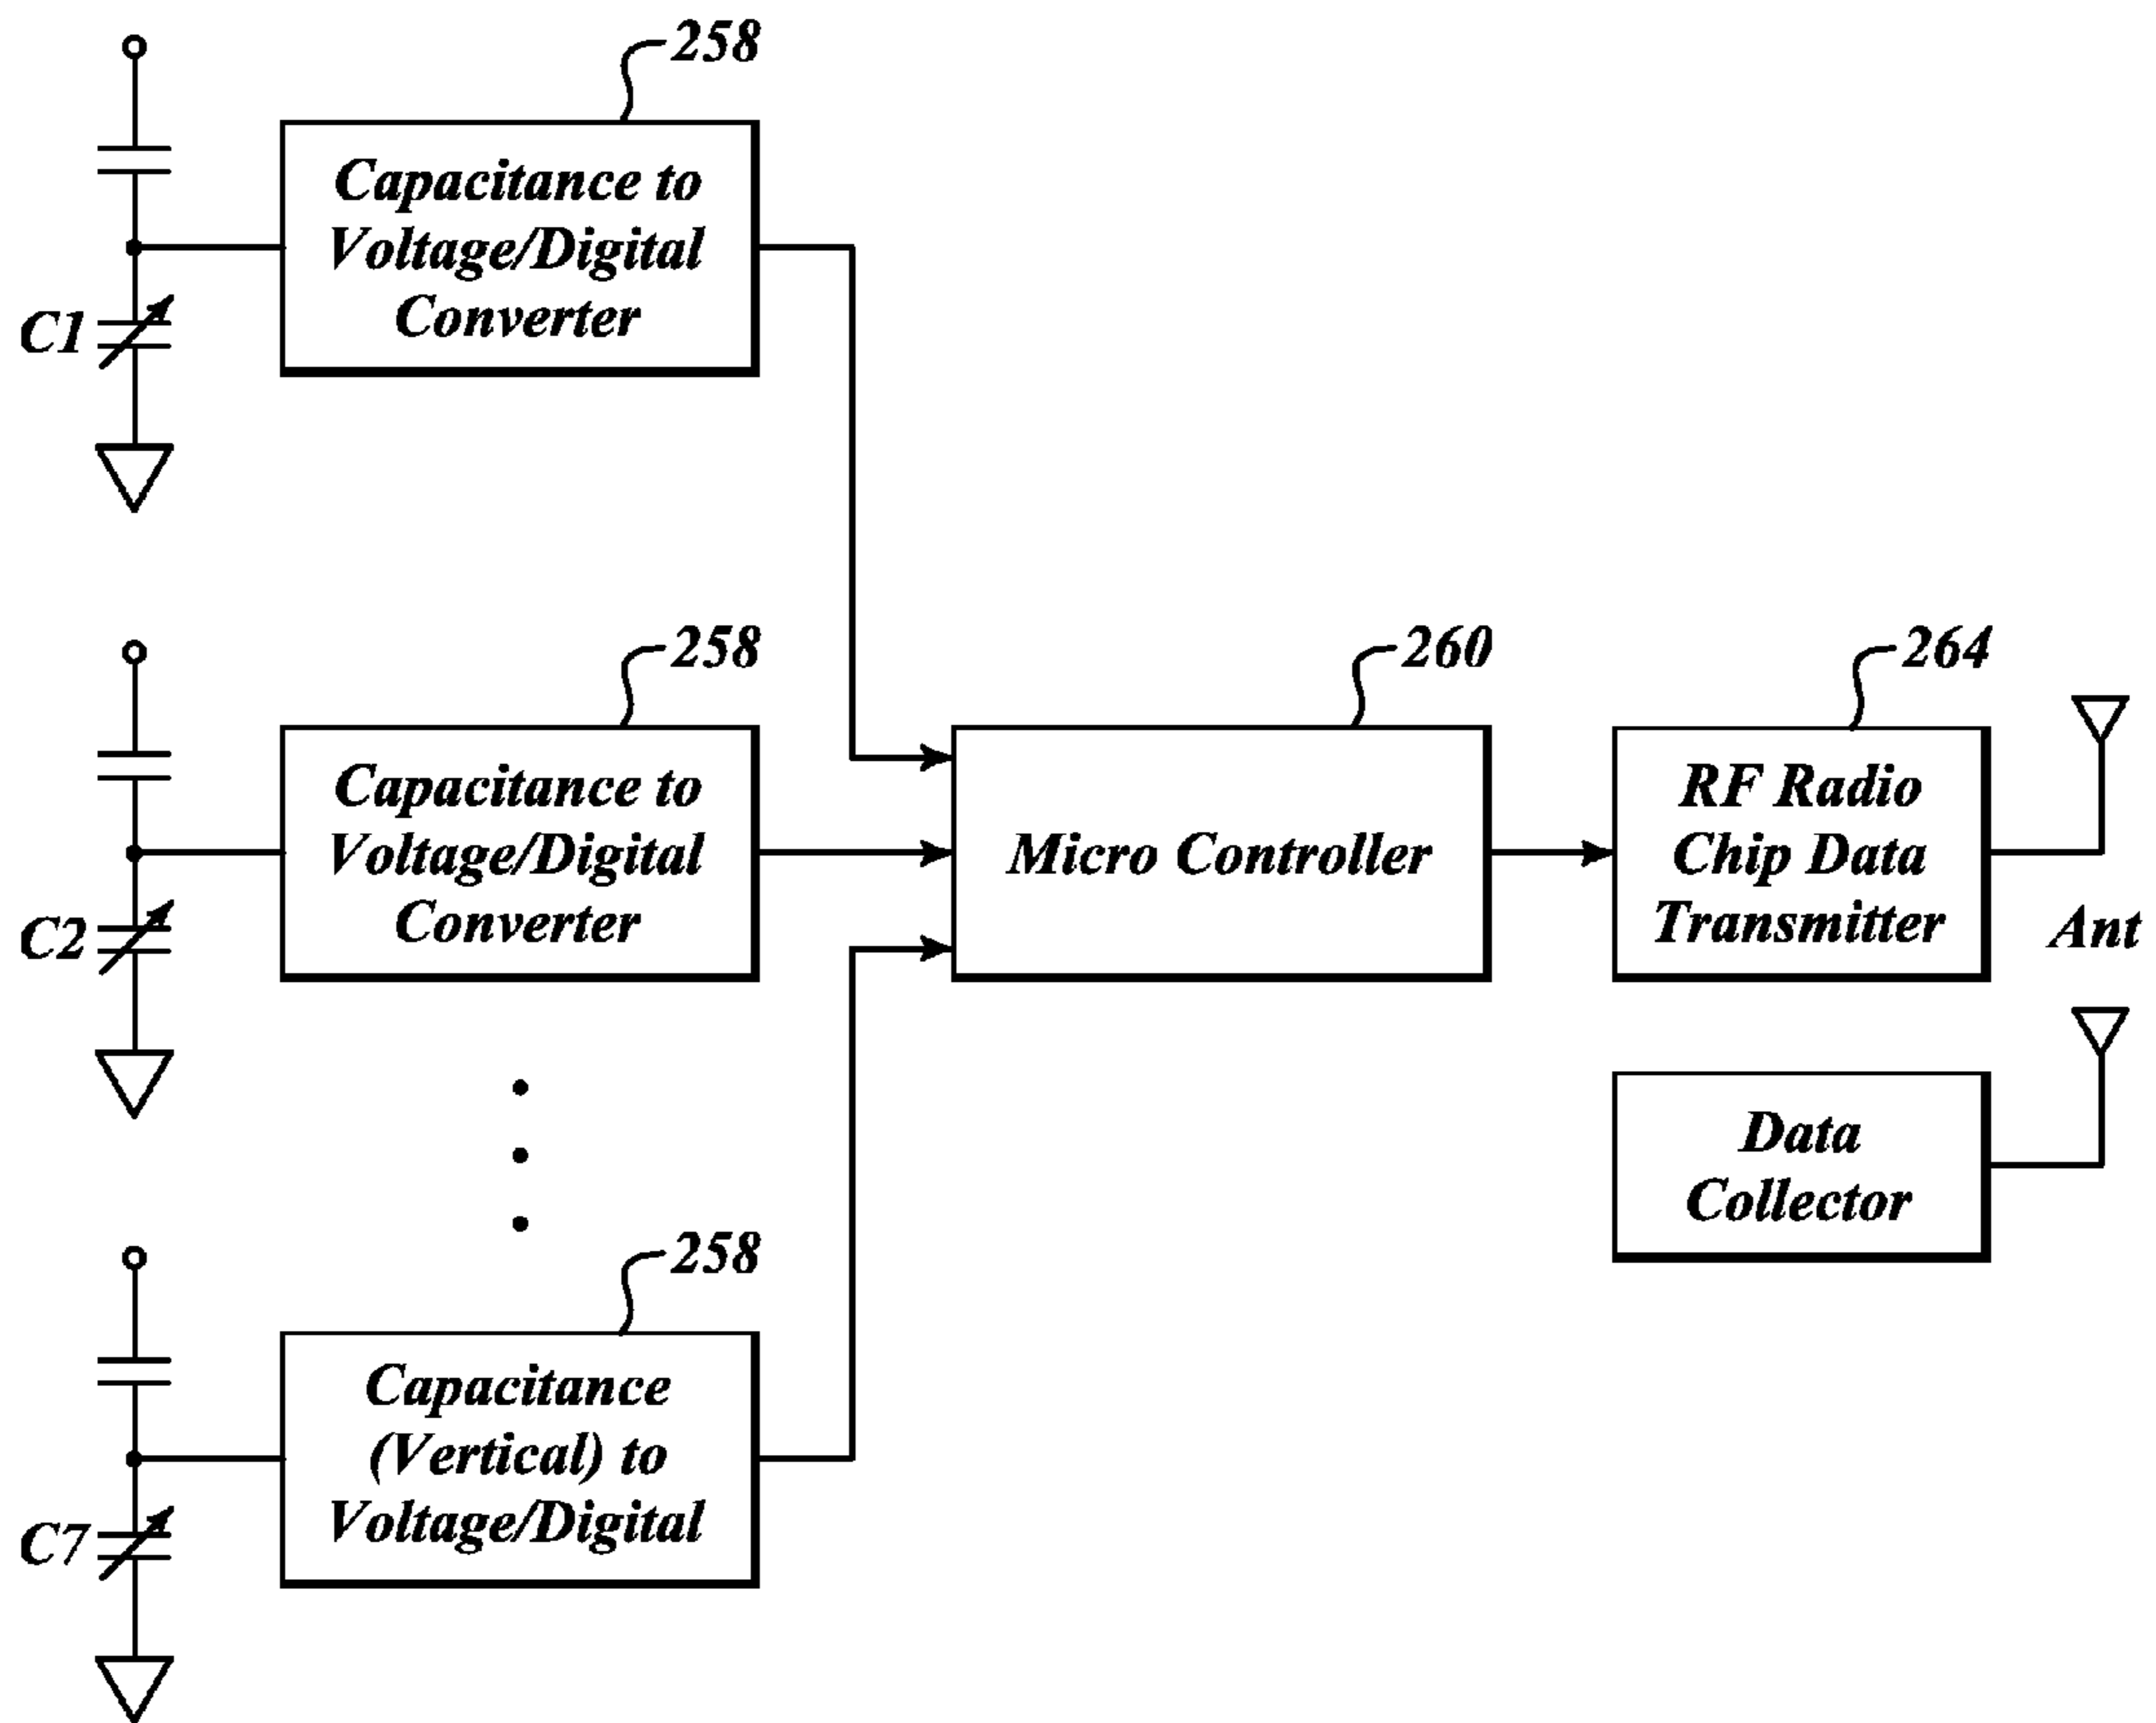 258
Capacitance to
Voltage/Digital
Converter
C1
258
Capacitance to
Voltage/Digital
Converter
C2
260
Micro Controller
264
RF Radio
Chip Data
Transmitter
Ant
Data
Collector
258
Capacitance
(Vertical) to
Voltage/Digital
C7